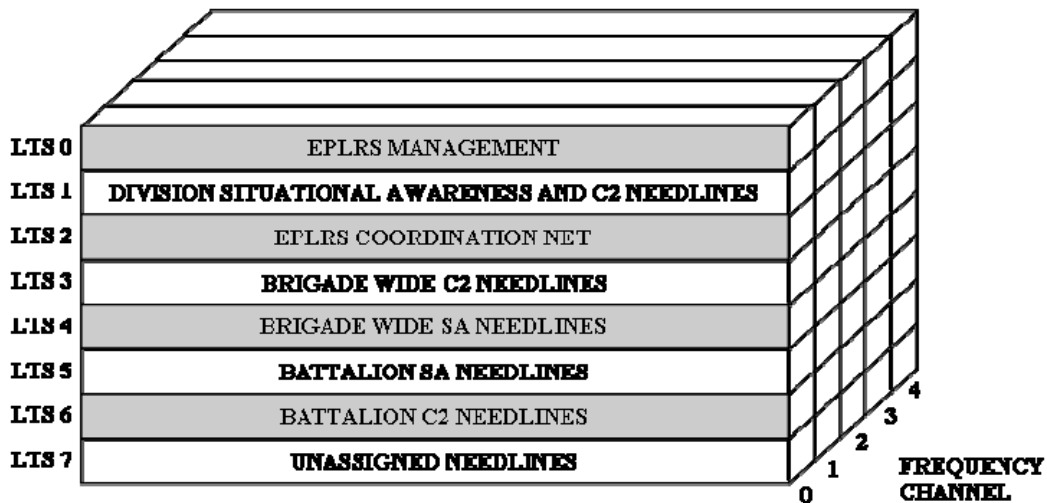 LTS 0 EPLRS MANAGEMENT
LTS 1 DIVISION SITUATIONAL AWARENESS AND C2 NEEDLINES
LTS 2 EPLRS COORDINATION NET
LTS 3 BRIGADE WIDE C2 NEEDLINES
LTS 4 BRIGADE WIDE SA NEEDLINES
LTS 5 BATTALION SA NEEDLINES
LTS 6 BATTALION C2 NEEDLINES
LTS 7 UNASSIGNED NEEDLINES
0
1
2
3
4
FREQUENCY
CHANNEL